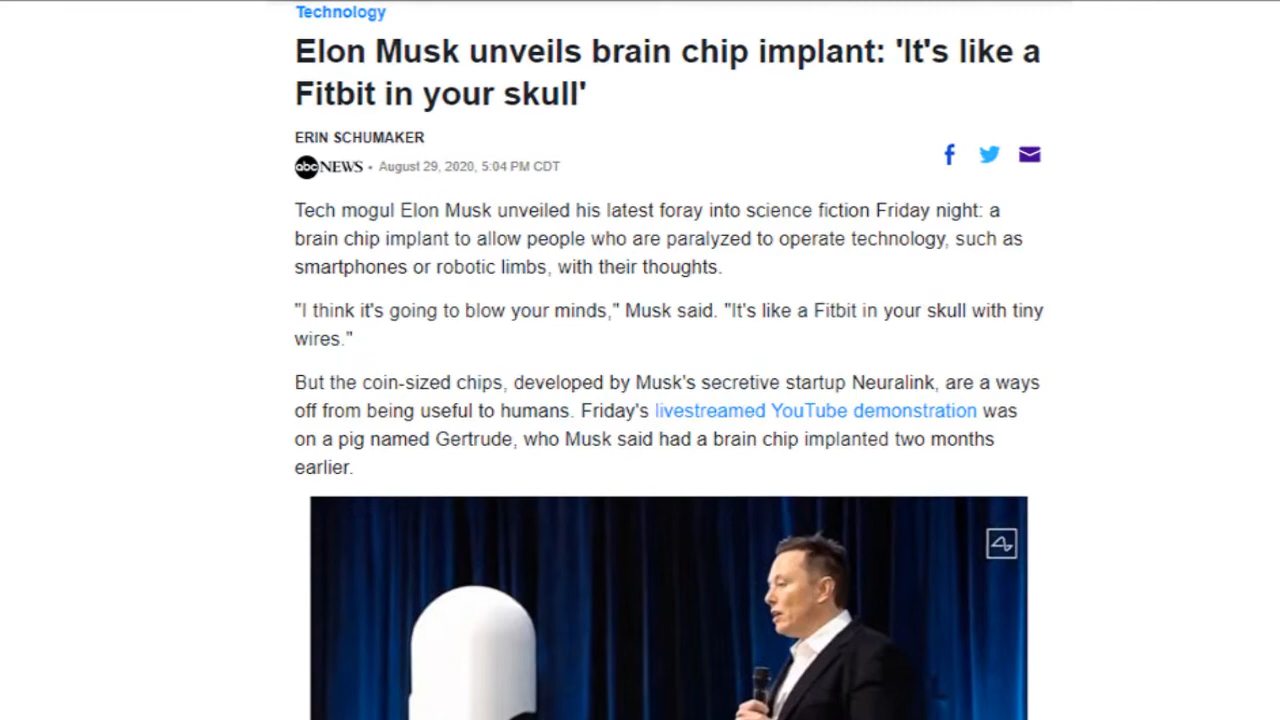 Technology
Elon Musk unveils brain chip implant: 'It's like a
Fitbit in your skull'
ERIN SCHUMAKER
abc NEWS • August 29, 2020, 5:04 PM CDT
Tech mogul Elon Musk unveiled his latest foray into science fiction Friday night: a
brain chip implant to allow people who are paralyzed to operate technology, such as
smartphones or robotic limbs, with their thoughts.
"I think it's going to blow your minds," Musk said. "It's like a Fitbit in your skull with tiny
wires."
But the coin-sized chips, developed by Musk's secretive startup Neuralink, are a ways
off from being useful to humans. Friday's livestreamed YouTube demonstration was
on a pig named Gertrude, who Musk said had a brain chip implanted two months
earlier.